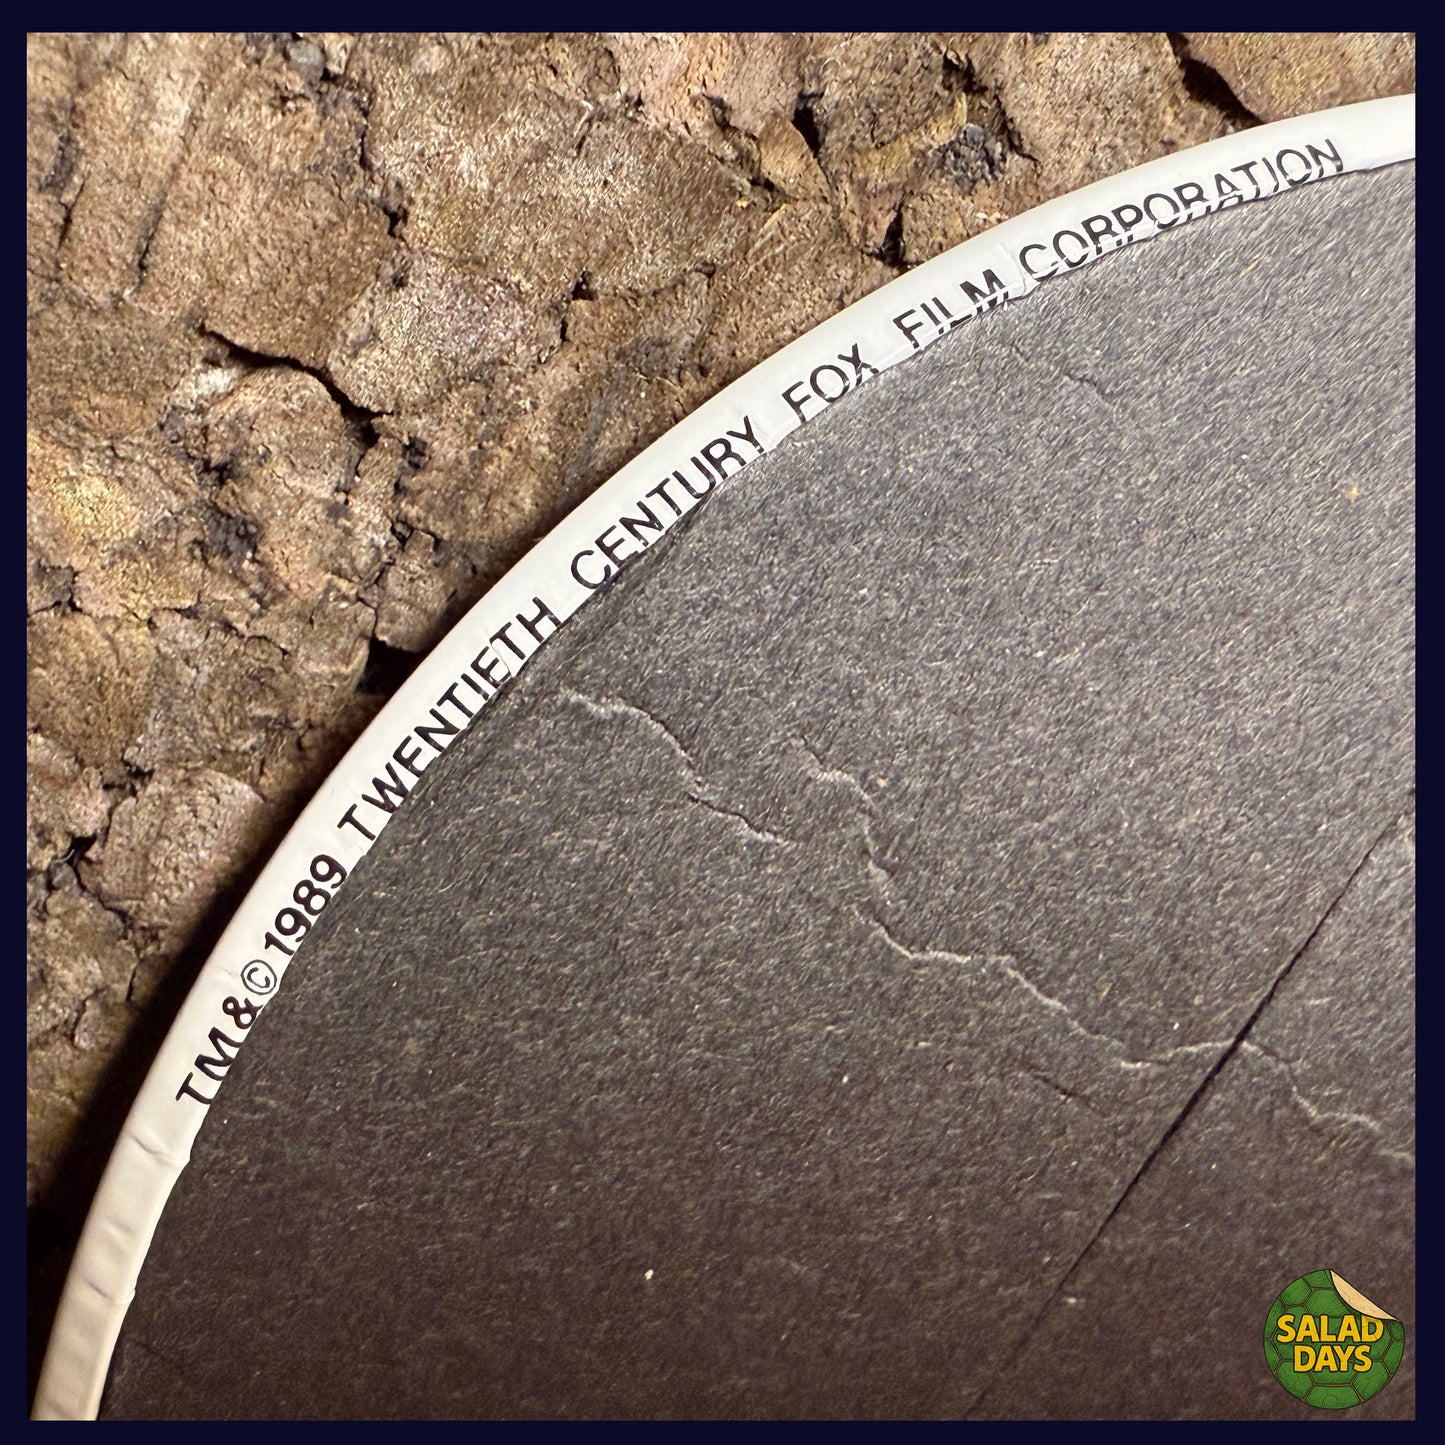 TM & © 1989 TWENTIETH CENTURY FOX FILM CORPORATION
SALAD
DAYS